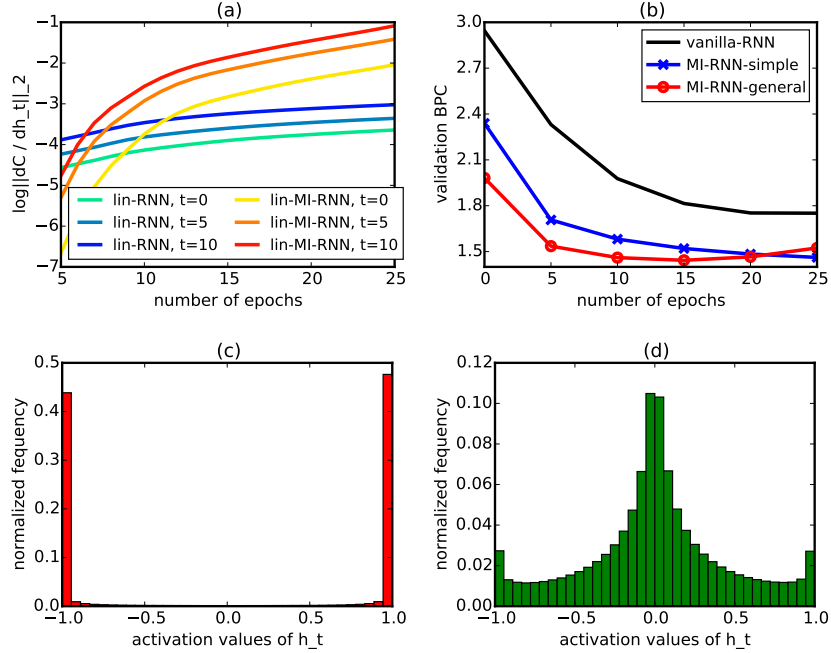 (a)
log||dC / dh_t||_2
−1
−2
−3
−4
−5
−6
−7
lin-RNN, t=0
lin-RNN, t=5
lin-RNN, t=10
lin-MI-RNN, t=0
lin-MI-RNN, t=5
lin-MI-RNN, t=10
5 10 15 20 25
number of epochs
(b)
validation BPC
3.0
2.7
2.4
2.1
1.8
1.5
vanilla-RNN
MI-RNN-simple
MI-RNN-general
0 5 10 15 20 25
number of epochs
(c)
normalized fequency
0.5
0.4
0.3
0.2
0.1
0.0
−1.0 −0.5 0.0 0.5 1.0
activation values of h_t
(d)
normalized fequency
0.12
0.10
0.08
0.06
0.04
0.02
0.00
−1.0 −0.5 0.0 0.5 1.0
activation values of h_t